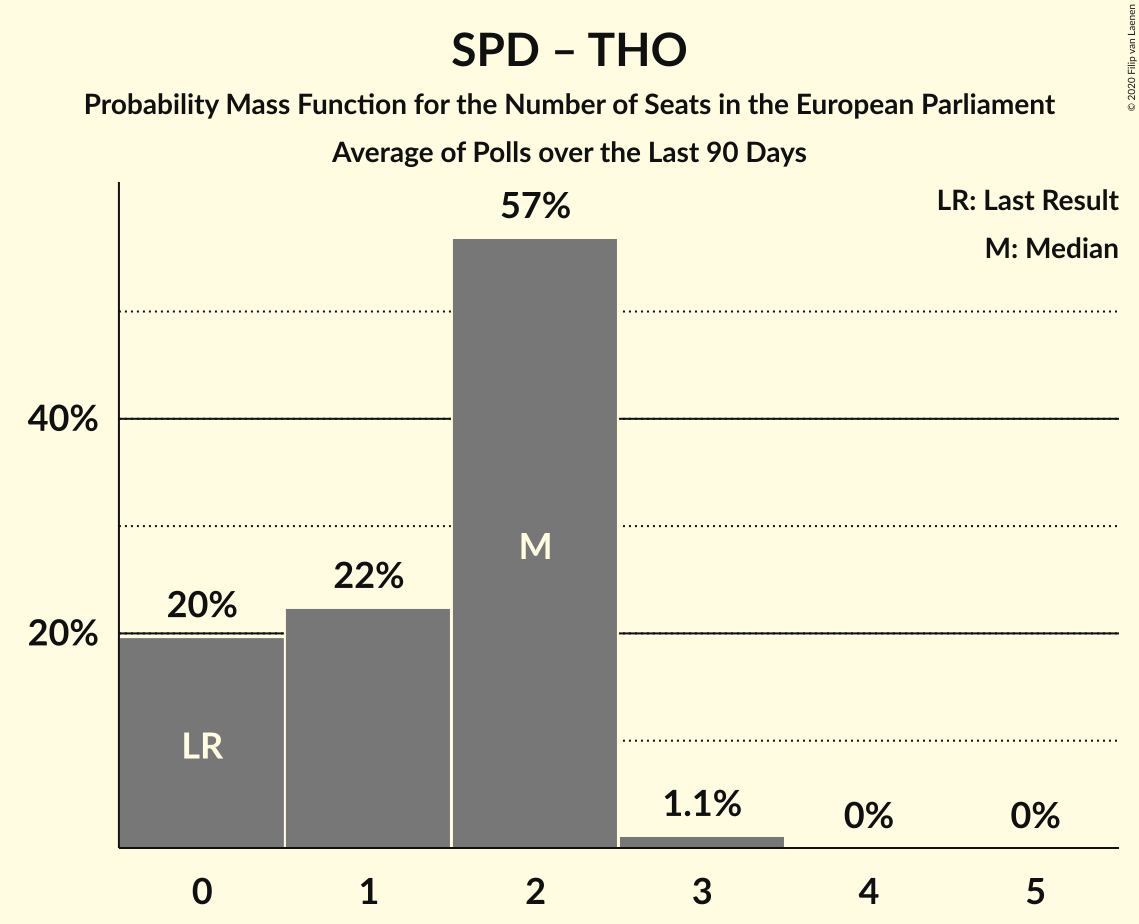 SPD – THO
Probability Mass Function for the Number of Seats in the European Parliament
Average of Polls over the Last 90 Days
© 2020 Filip van Laenen
LR: Last Result
M: Median
57%
40%
20%
20%
22%
1.1%
0%
0%
LR
M
0 1 2 3 4 5